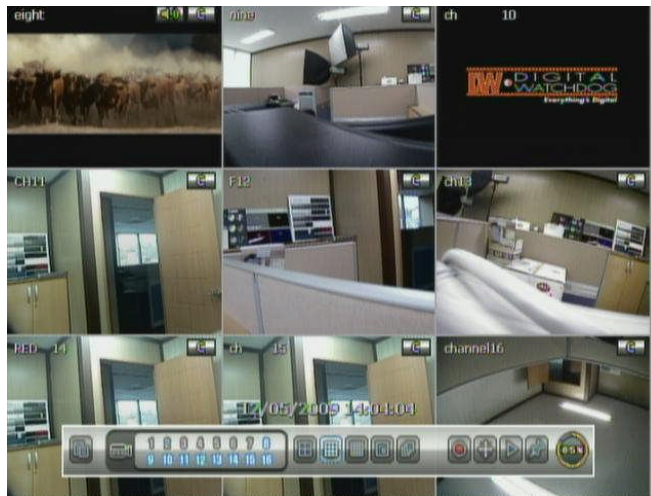 eight
C
nine
C
ch 10
DW DIGITAL
WATCHDOG
Everything's Digital
CH11
C
F12
C
ch13
C
RED 14
C
ch 15
C
channel16
C
12/05/2009 14:04:04
1 2 3 4 5 6 7 8
9 10 11 12 13 14 15 16